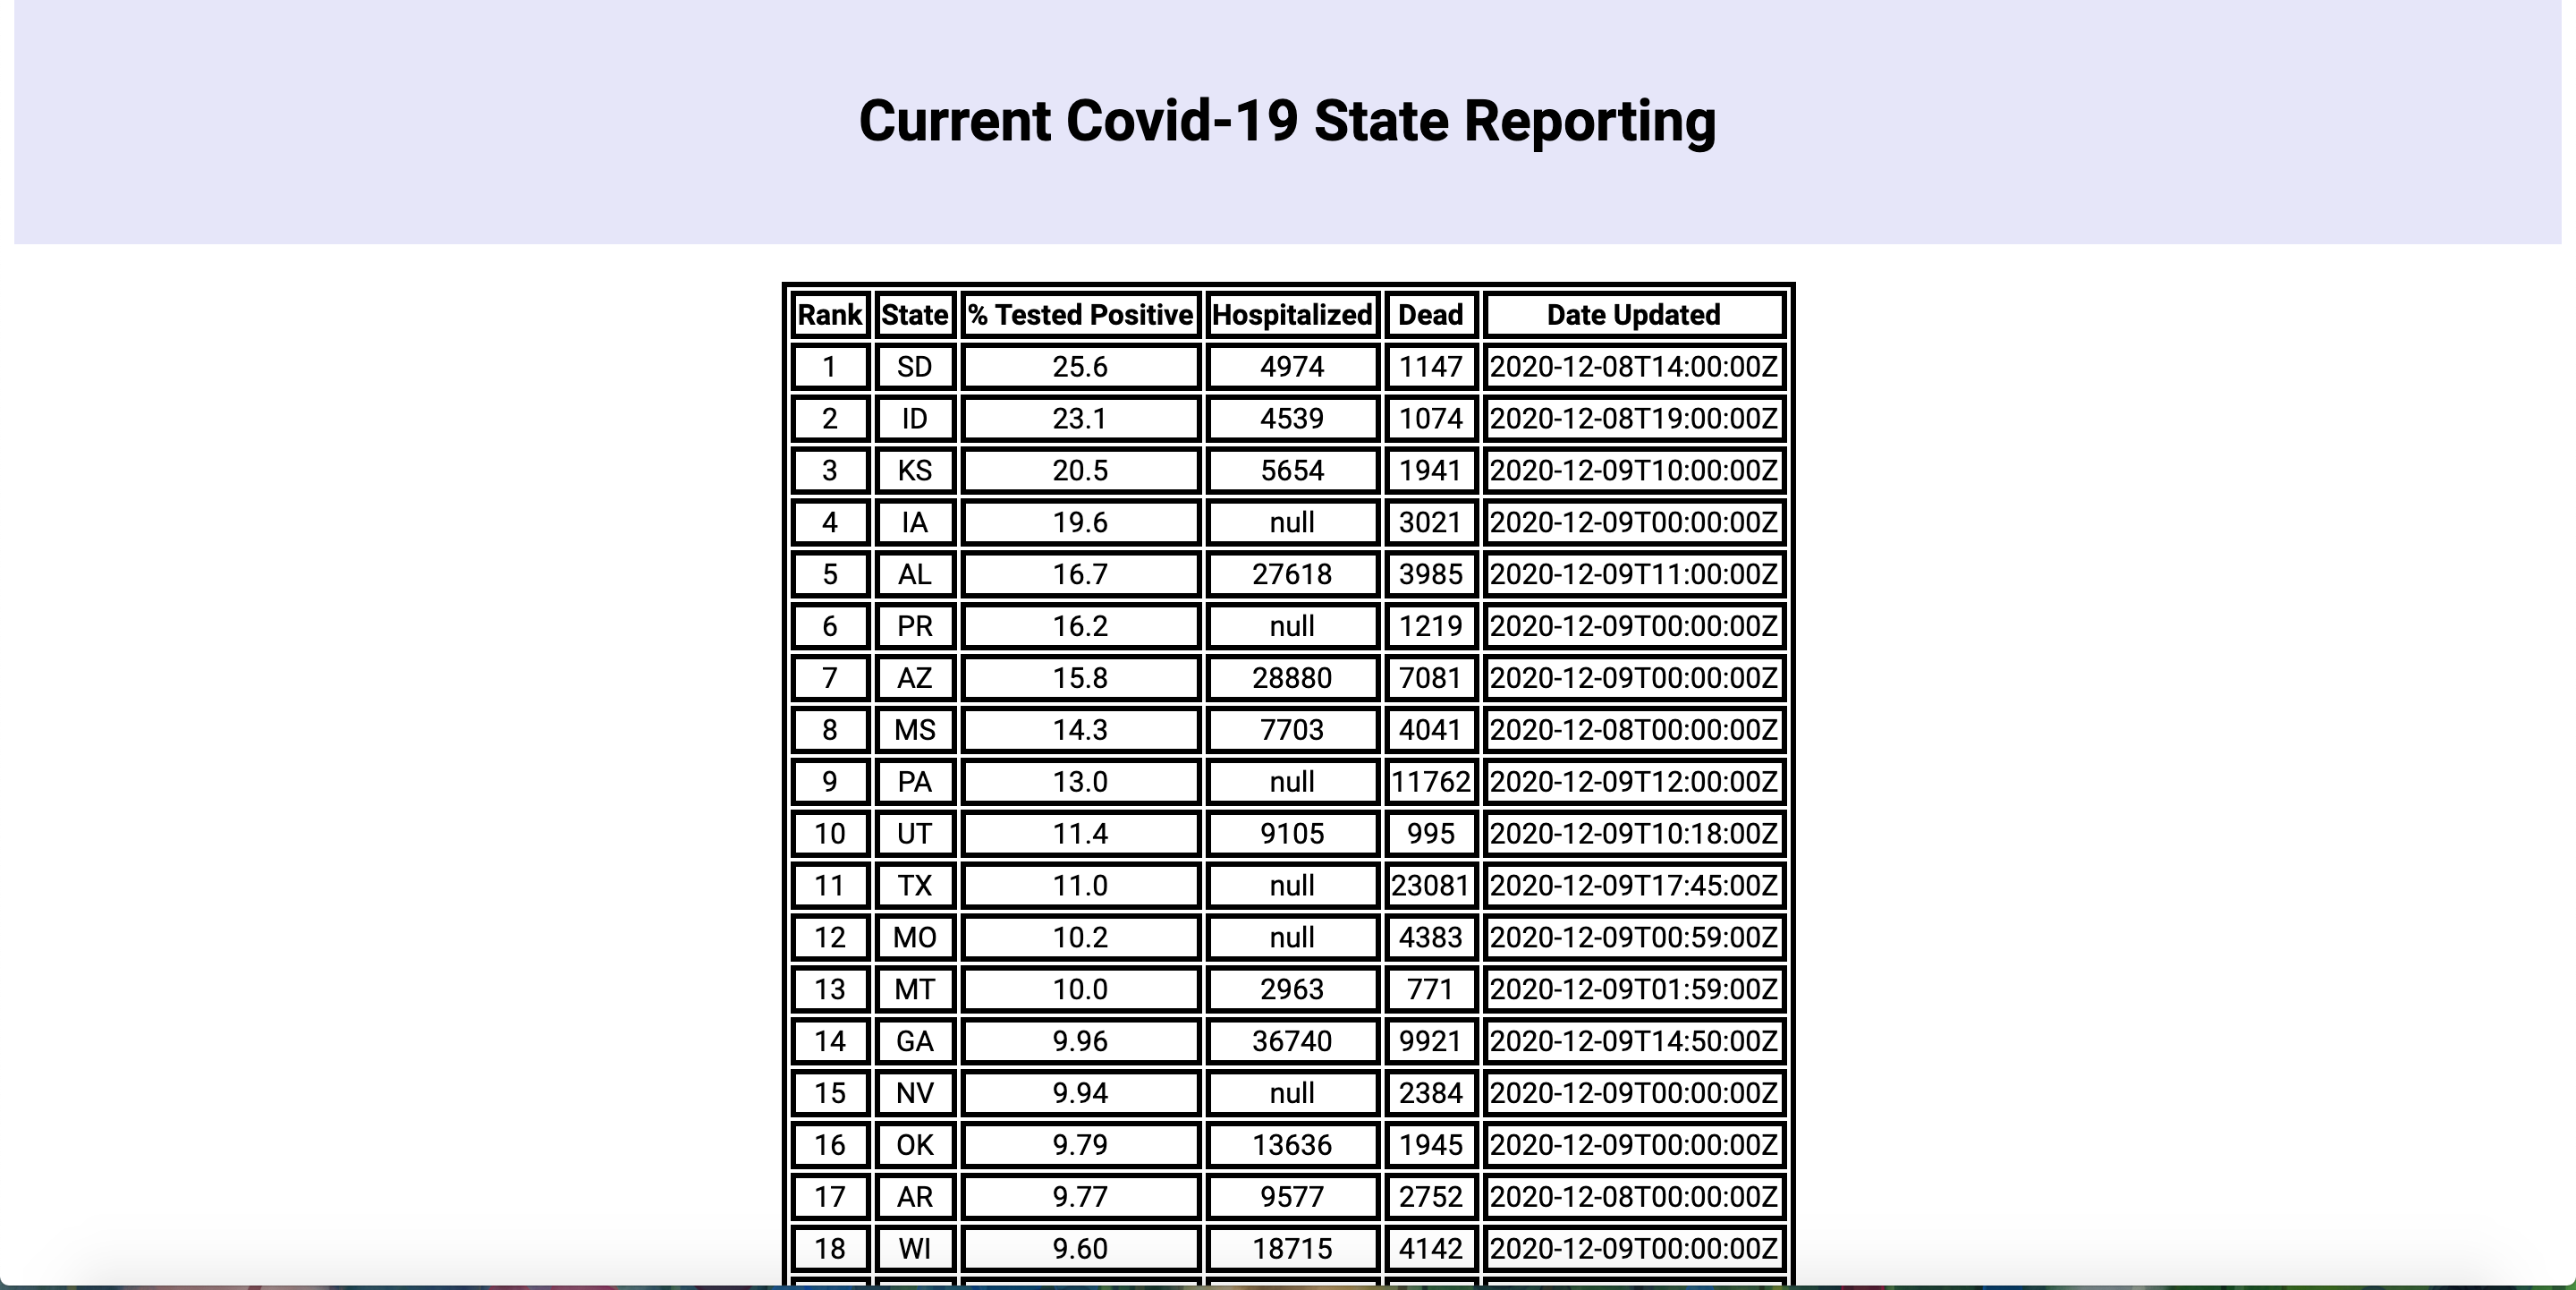 Current Covid-19 State Reporting
Rank State % Tested Positive Hospitalized Dead Date Updated
1 SD 25.6 4974 1147 2020-12-08T14:00:00Z
2 ID 23.1 4539 1074 2020-12-08T19:00:00Z
3 KS 20.5 5654 1941 2020-12-09T10:00:00Z
4 IA 19.6 null 3021 2020-12-09T00:00:00Z
5 AL 16.7 27618 3985 2020-12-09T11:00:00Z
6 PR 16.2 null 1219 2020-12-09T00:00:00Z
7 AZ 15.8 28880 7081 2020-12-09T00:00:00Z
8 MS 14.3 7703 4041 2020-12-08T00:00:00Z
9 PA 13.0 null 11762 2020-12-09T12:00:00Z
10 UT 11.4 9105 995 2020-12-09T10:18:00Z
11 TX 11.0 null 23081 2020-12-09T17:45:00Z
12 MO 10.2 null 4383 2020-12-09T00:59:00Z
13 MT 10.0 2963 771 2020-12-09T01:59:00Z
14 GA 9.96 36740 9921 2020-12-09T14:50:00Z
15 NV 9.94 null 2384 2020-12-09T00:00:00Z
16 OK 9.79 13636 1945 2020-12-09T00:00:00Z
17 AR 9.77 9577 2752 2020-12-08T00:00:00Z
18 WI 9.60 18715 4142 2020-12-09T00:00:00Z